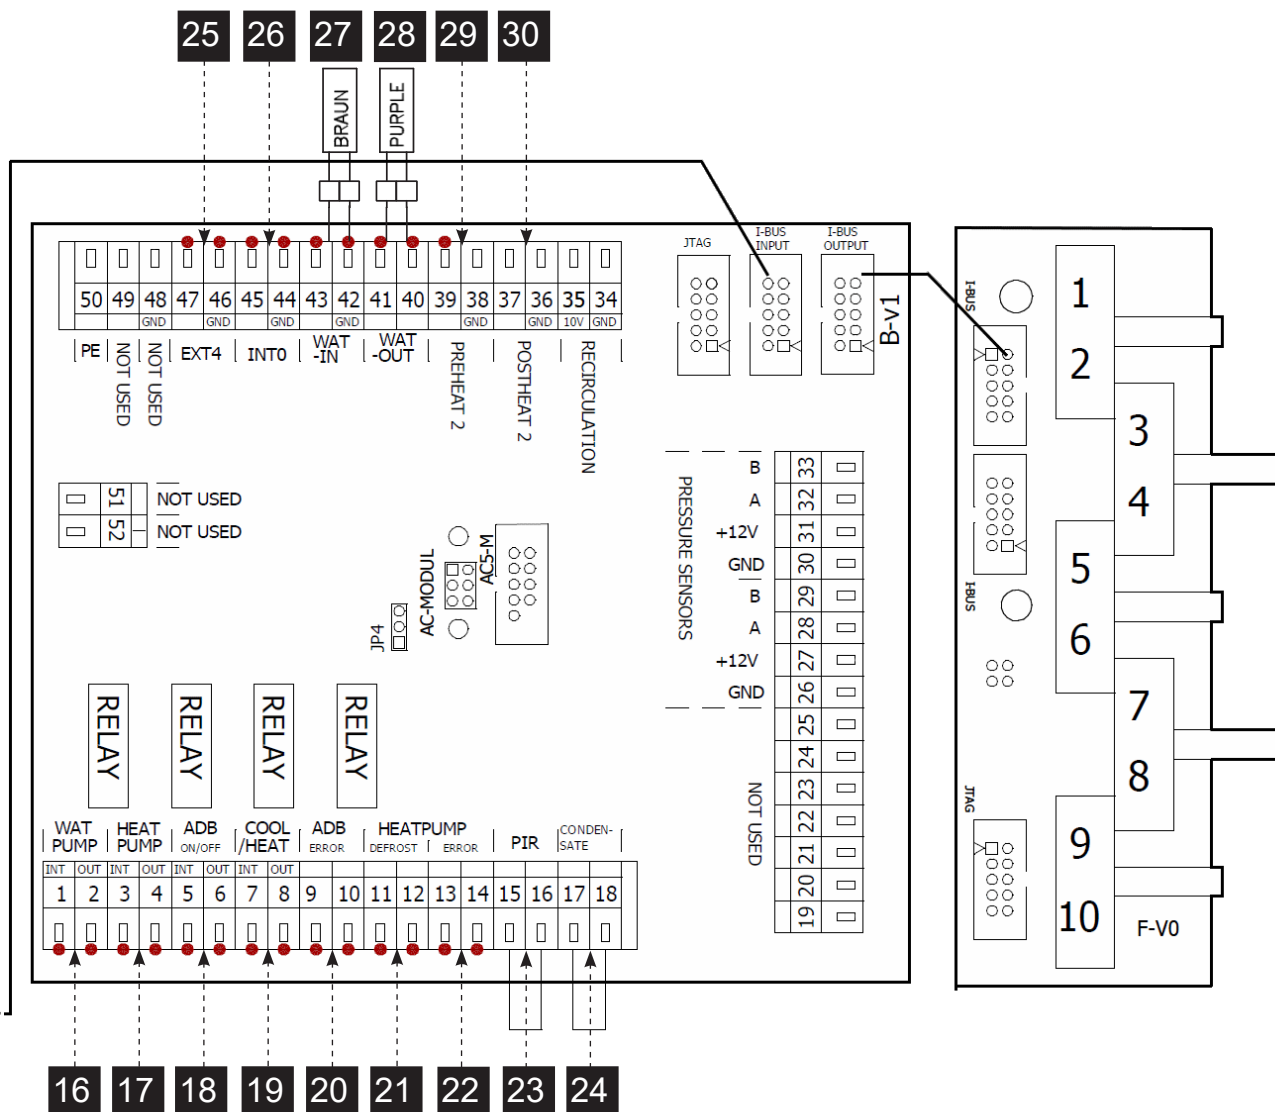 25 26 27 28 29 30
BRAUN PURPLE
JTAG
I-BUS
INPUT
I-BUS
OUTPUT
B-v1
50 49 48 47 46 45 44 43 42 41 40 39 38 37 36 35 34
GND GND GND GND GND GND 10V GND
PE
NOT USED
NOT USED
EXT4
INT0
WAT
-IN
WAT
-OUT
PREHEAT 2
POSTHEAT 2
RECIRCULATION
51 NOT USED
52 NOT USED
JP4
AC-MODUL
AC5-M
PRESSURE SENSORS
B 33
A 32
+12V 31
GND 30
B 29
A 28
+12V 27
GND 26
25
24
23
22
21
20
19
NOT USED
RELAY RELAY RELAY RELAY
WAT
PUMP
HEAT
PUMP
ADB
ON/OFF
COOL
/HEAT
ADB
ERROR
HEATPUMP
DEFROST ERROR
PIR
CONDEN-
SATE
INT OUT INT OUT INT OUT INT OUT
1 2 3 4 5 6 7 8 9 10 11 12 13 14 15 16 17 18
16 17 18 19 20 21 22 23 24
I-BUS
I-BUS
JTAG
1
2
3
4
5
6
7
8
9
10
F-V0